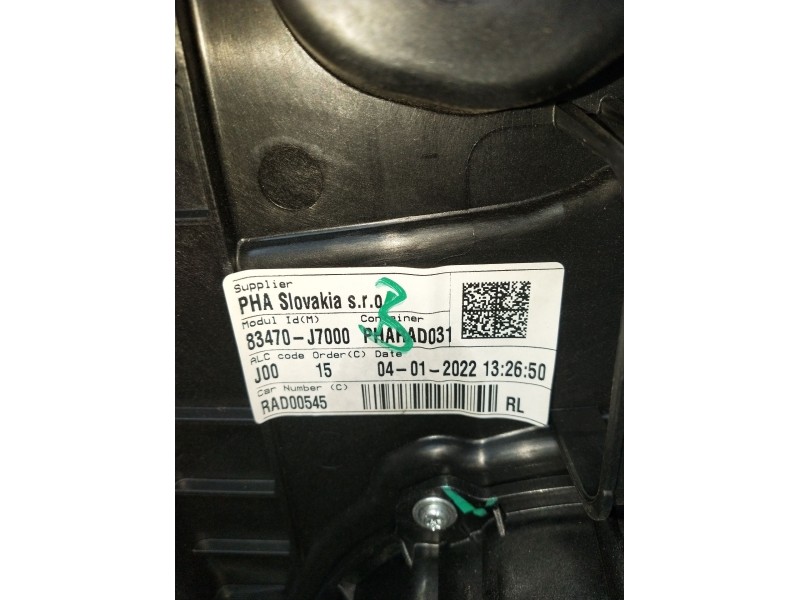 Supplier
PHA Slovakia s.r.o.
Modul Id(M) Container
83470-J7000 PHARAD031
ALC code Order(C) Date
J00 15 04-01-2022 13:26:50
Car Number (C)
RAD00545 RL